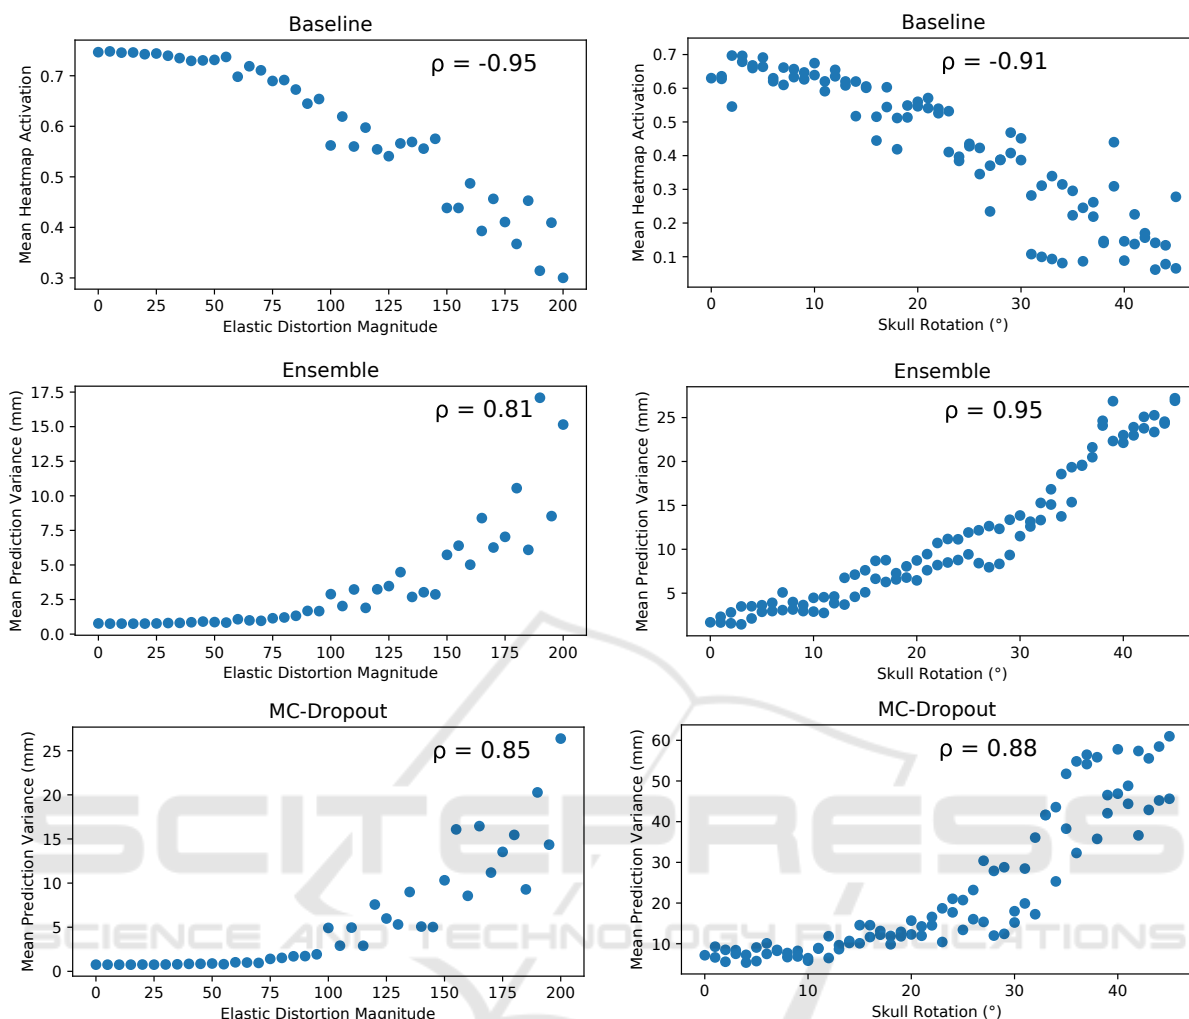 Baseline
ρ = -0.95
Mean Heatmap Activation
0.7
0.6
0.5
0.4
0.3
0 25 50 75 100 125 150 175 200
Elastic Distortion Magnitude
Baseline
ρ = -0.91
Mean Heatmap Activation
0.7
0.6
0.5
0.4
0.3
0.2
0.1
0 10 20 30 40
Skull Rotation (°)
Ensemble
ρ = 0.81
Mean Prediction Variance (mm)
17.5
15.0
12.5
10.0
7.5
5.0
2.5
0.0
0 25 50 75 100 125 150 175 200
Elastic Distortion Magnitude
Ensemble
ρ = 0.95
Mean Prediction Variance (mm)
25
20
15
10
5
0 10 20 30 40
Skull Rotation (°)
MC-Dropout
ρ = 0.85
Mean Prediction Variance (mm)
25
20
15
10
5
0
0 25 50 75 100 125 150 175 200
Elastic Distortion Magnitude
MC-Dropout
ρ = 0.88
Mean Prediction Variance (mm)
60
50
40
30
20
10
0 10 20 30 40
Skull Rotation (°)
SCITEPRESS
SCIENCE AND TECHNOLOGY PUBLICATIONS